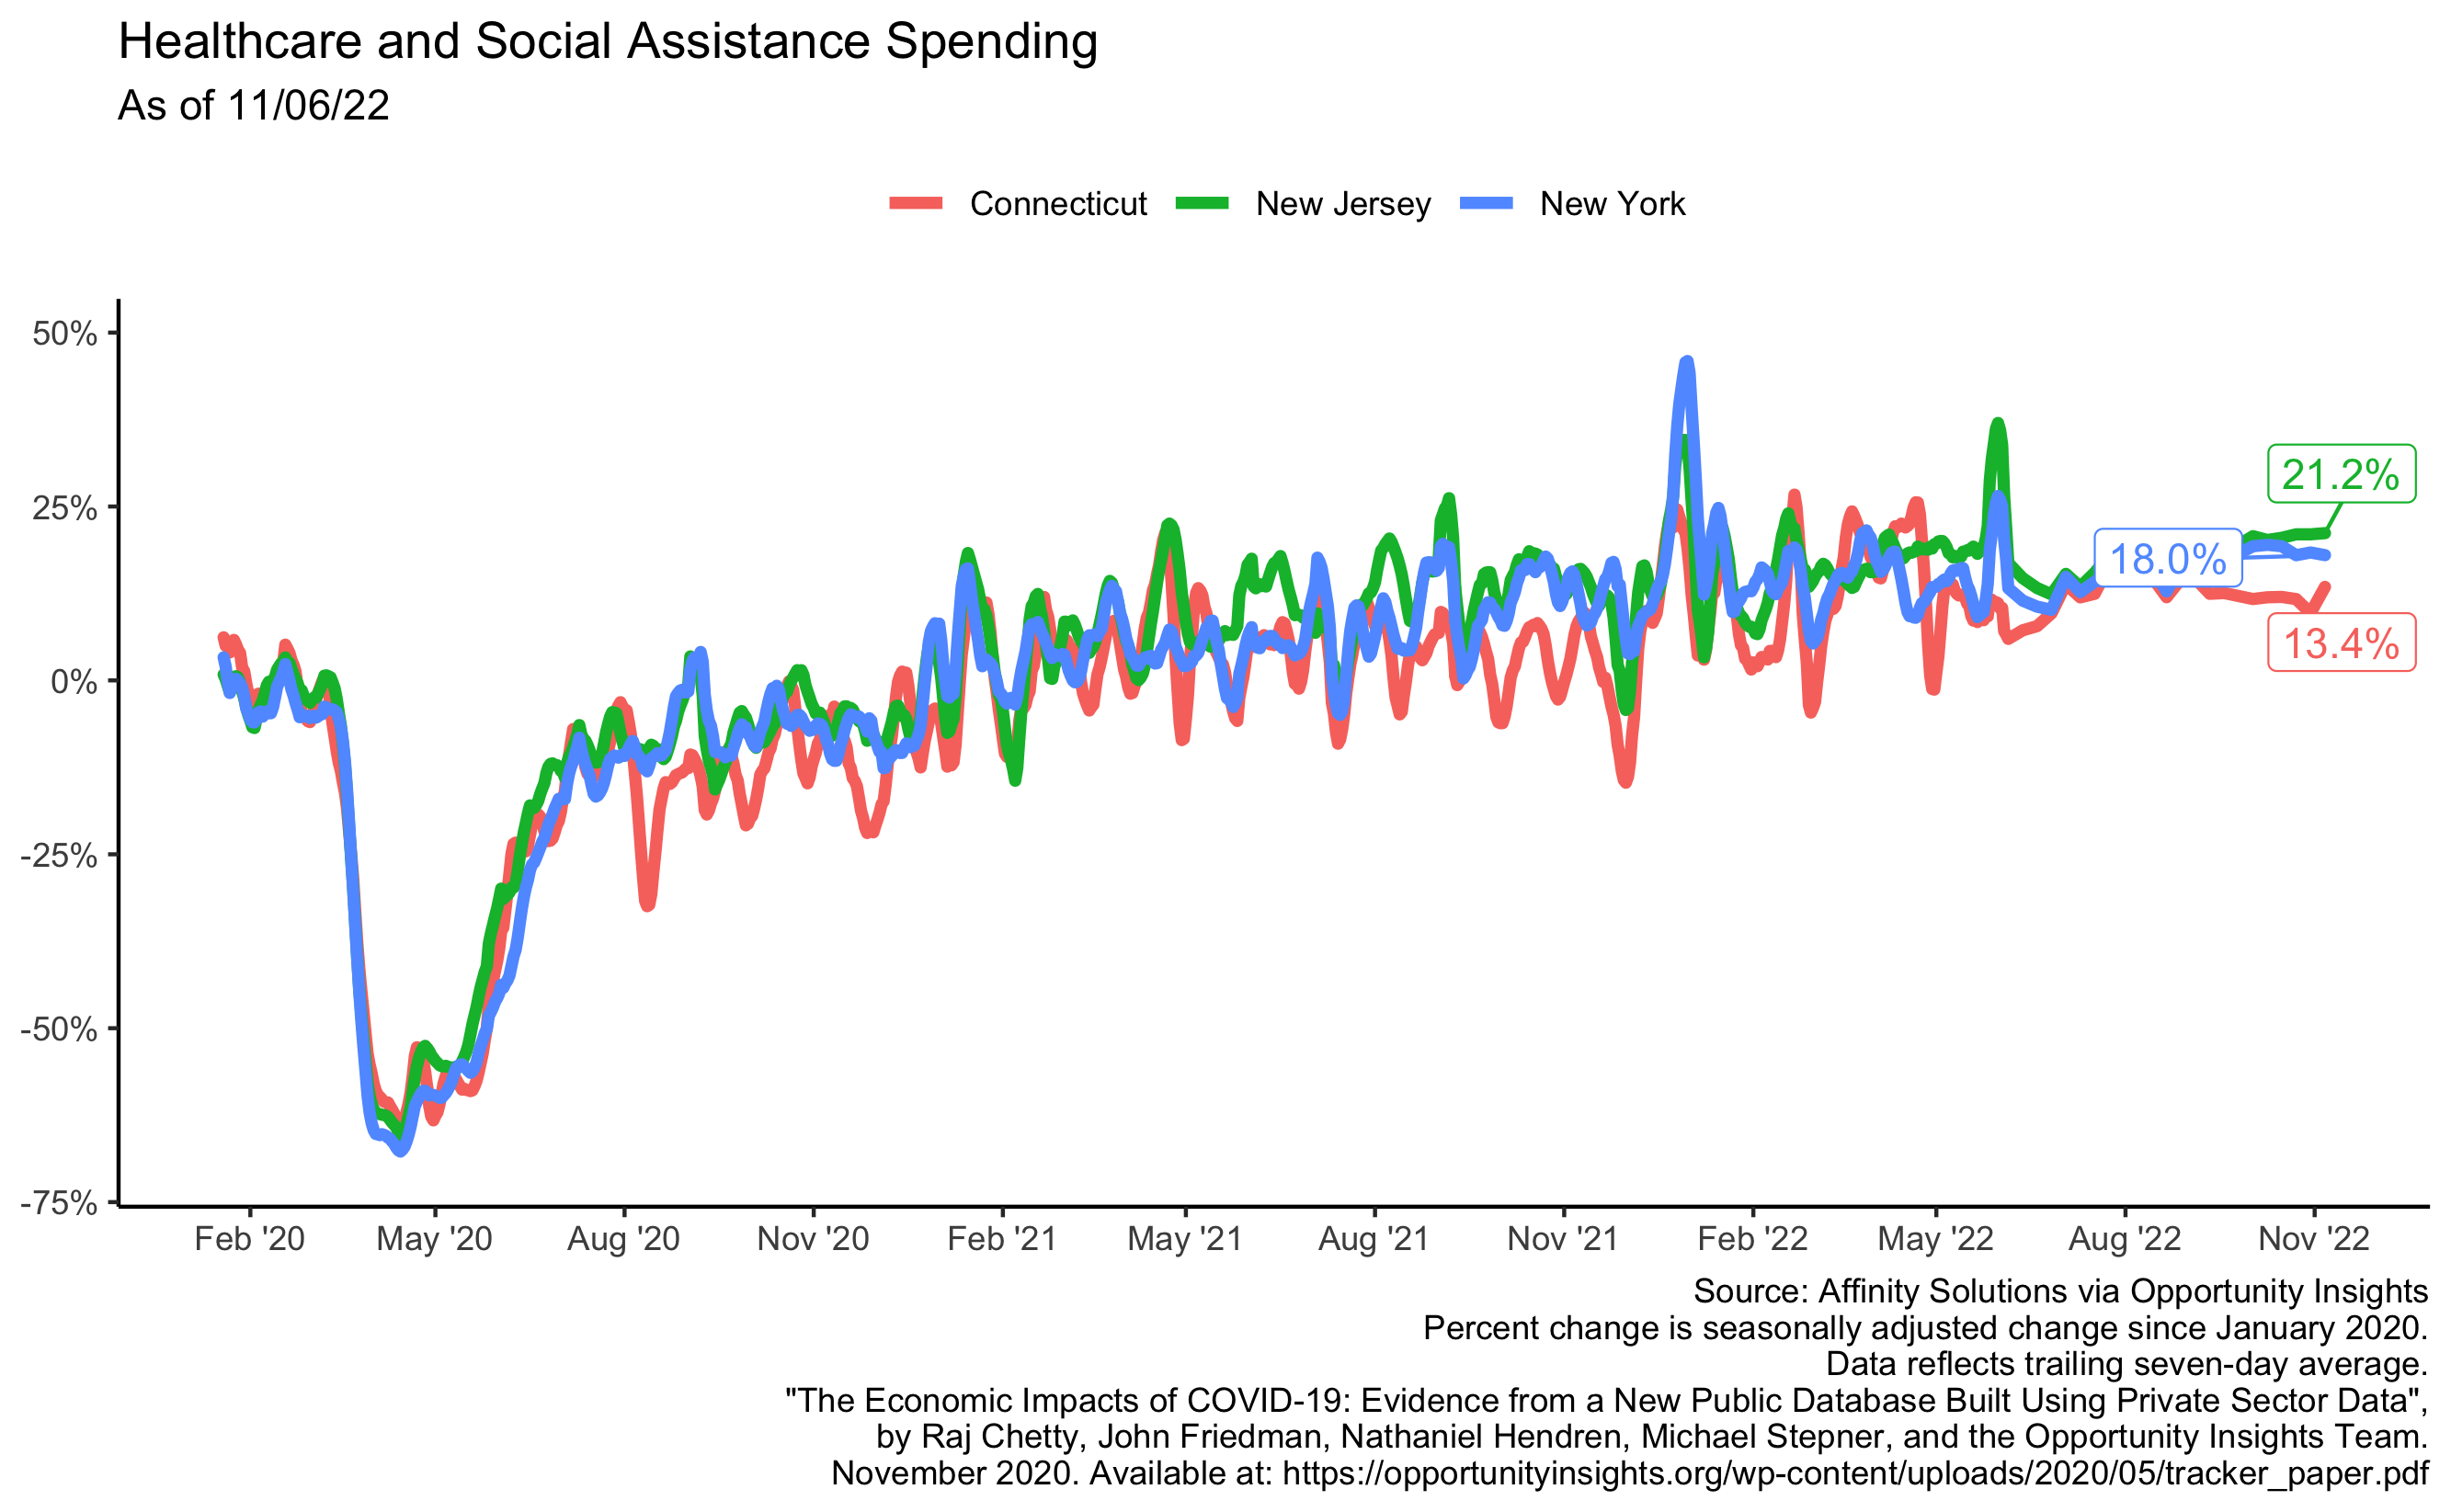 Healthcare and Social Assistance Spending
As of 11/06/22
Connecticut New Jersey New York
50%
25%
0%
-25%
-50%
-75%
21.2%
18.0%
13.4%
Feb '20 May '20 Aug '20 Nov '20 Feb '21 May '21 Aug '21 Nov '21 Feb '22 May '22 Aug '22 Nov '22
Source: Affinity Solutions via Opportunity Insights
Percent change is seasonally adjusted change since January 2020.
Data reflects trailing seven-day average.
"The Economic Impacts of COVID-19: Evidence from a New Public Database Built Using Private Sector Data",
by Raj Chetty, John Friedman, Nathaniel Hendren, Michael Stepner, and the Opportunity Insights Team.
November 2020. Available at: https://opportunityinsights.org/wp-content/uploads/2020/05/tracker_paper.pdf